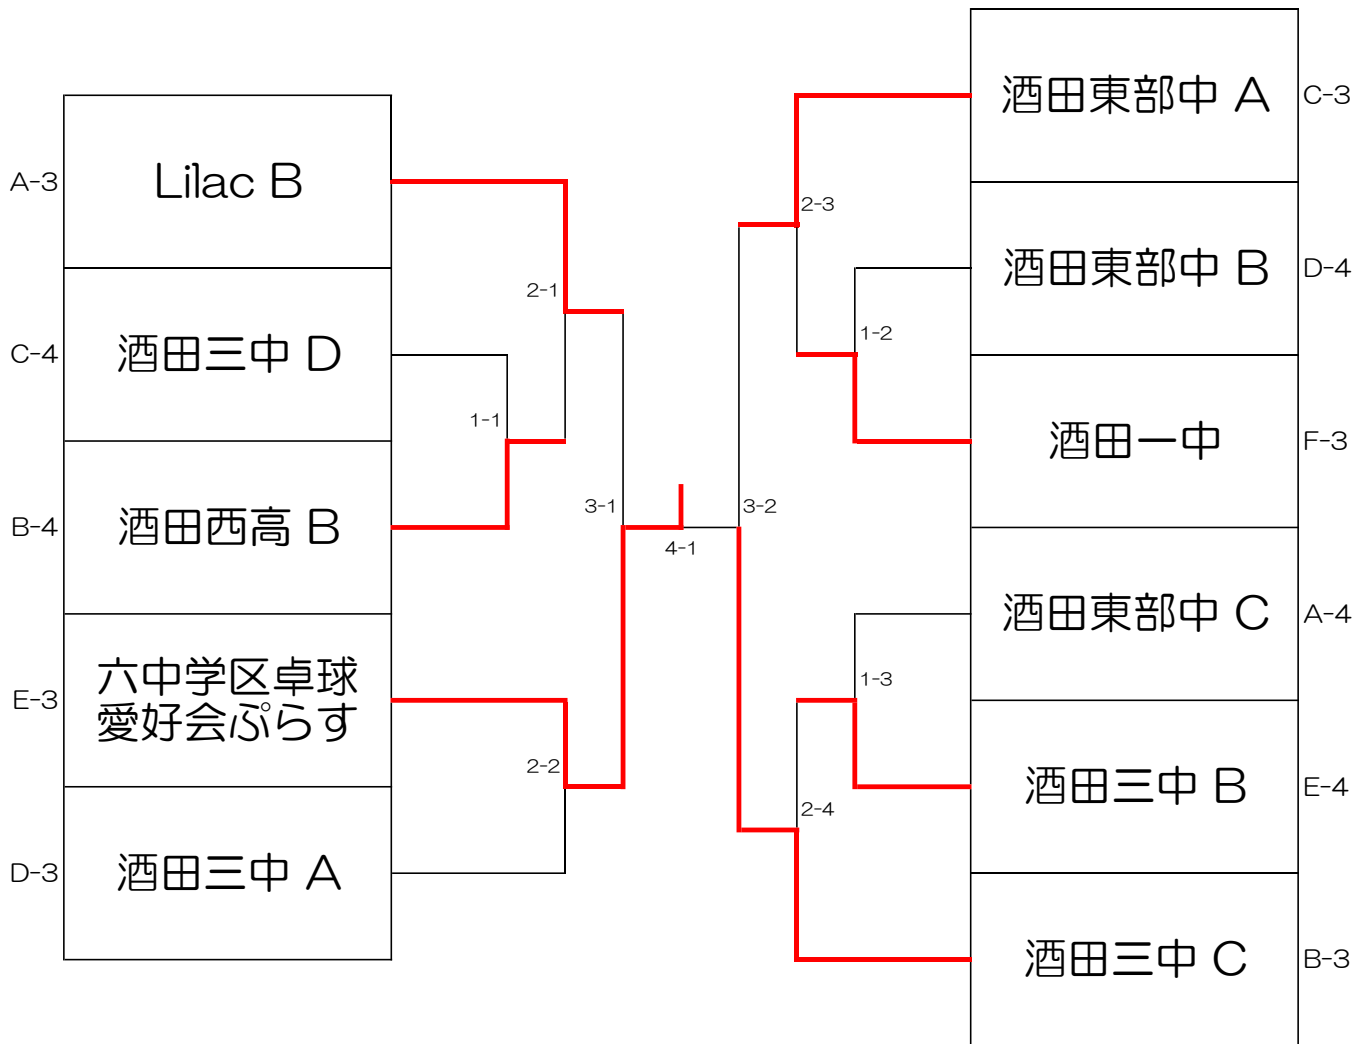 A-3
Lilac B
C-4
酒田三中 D
B-4
酒田西高 B
E-3
六中学区卓球
愛好会ぷらす
D-3
酒田三中 A
2-1
1-1
3-1
2-2
4-1
3-2
2-3
1-2
1-3
2-4
酒田東部中 A
C-3
酒田東部中 B
D-4
酒田一中
F-3
酒田東部中 C
A-4
酒田三中 B
E-4
酒田三中 C
B-3